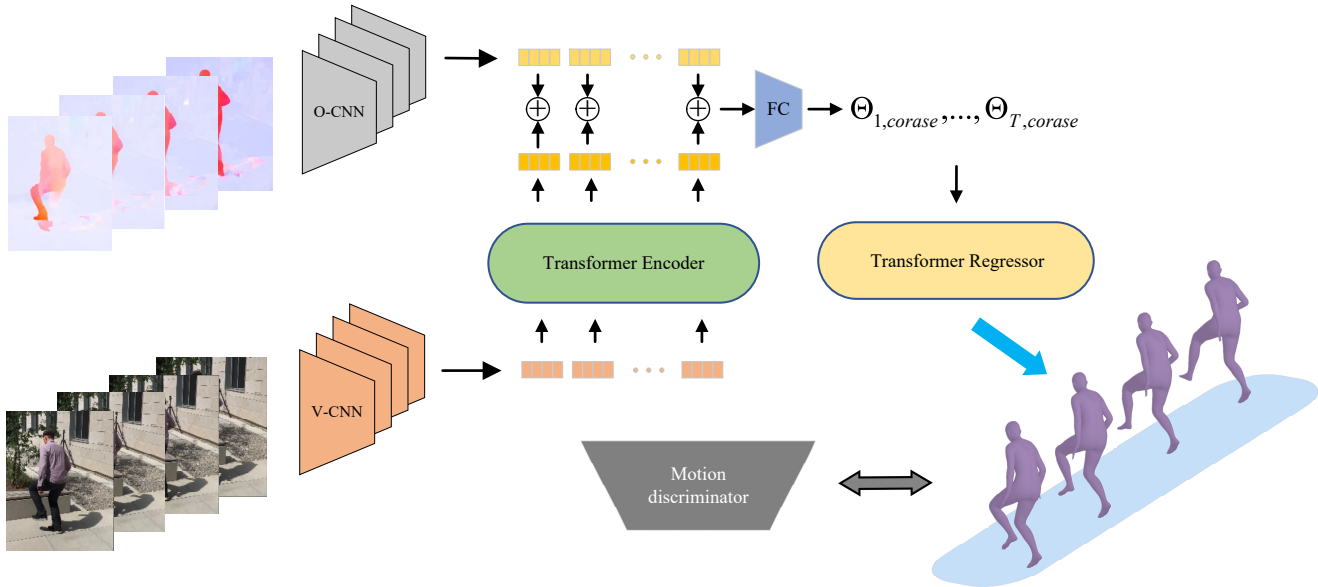 O-CNN
FC
Θ1,corase,...,ΘT,corase
Transformer Encoder
Transformer Regressor
V-CNN
Motion
discriminator